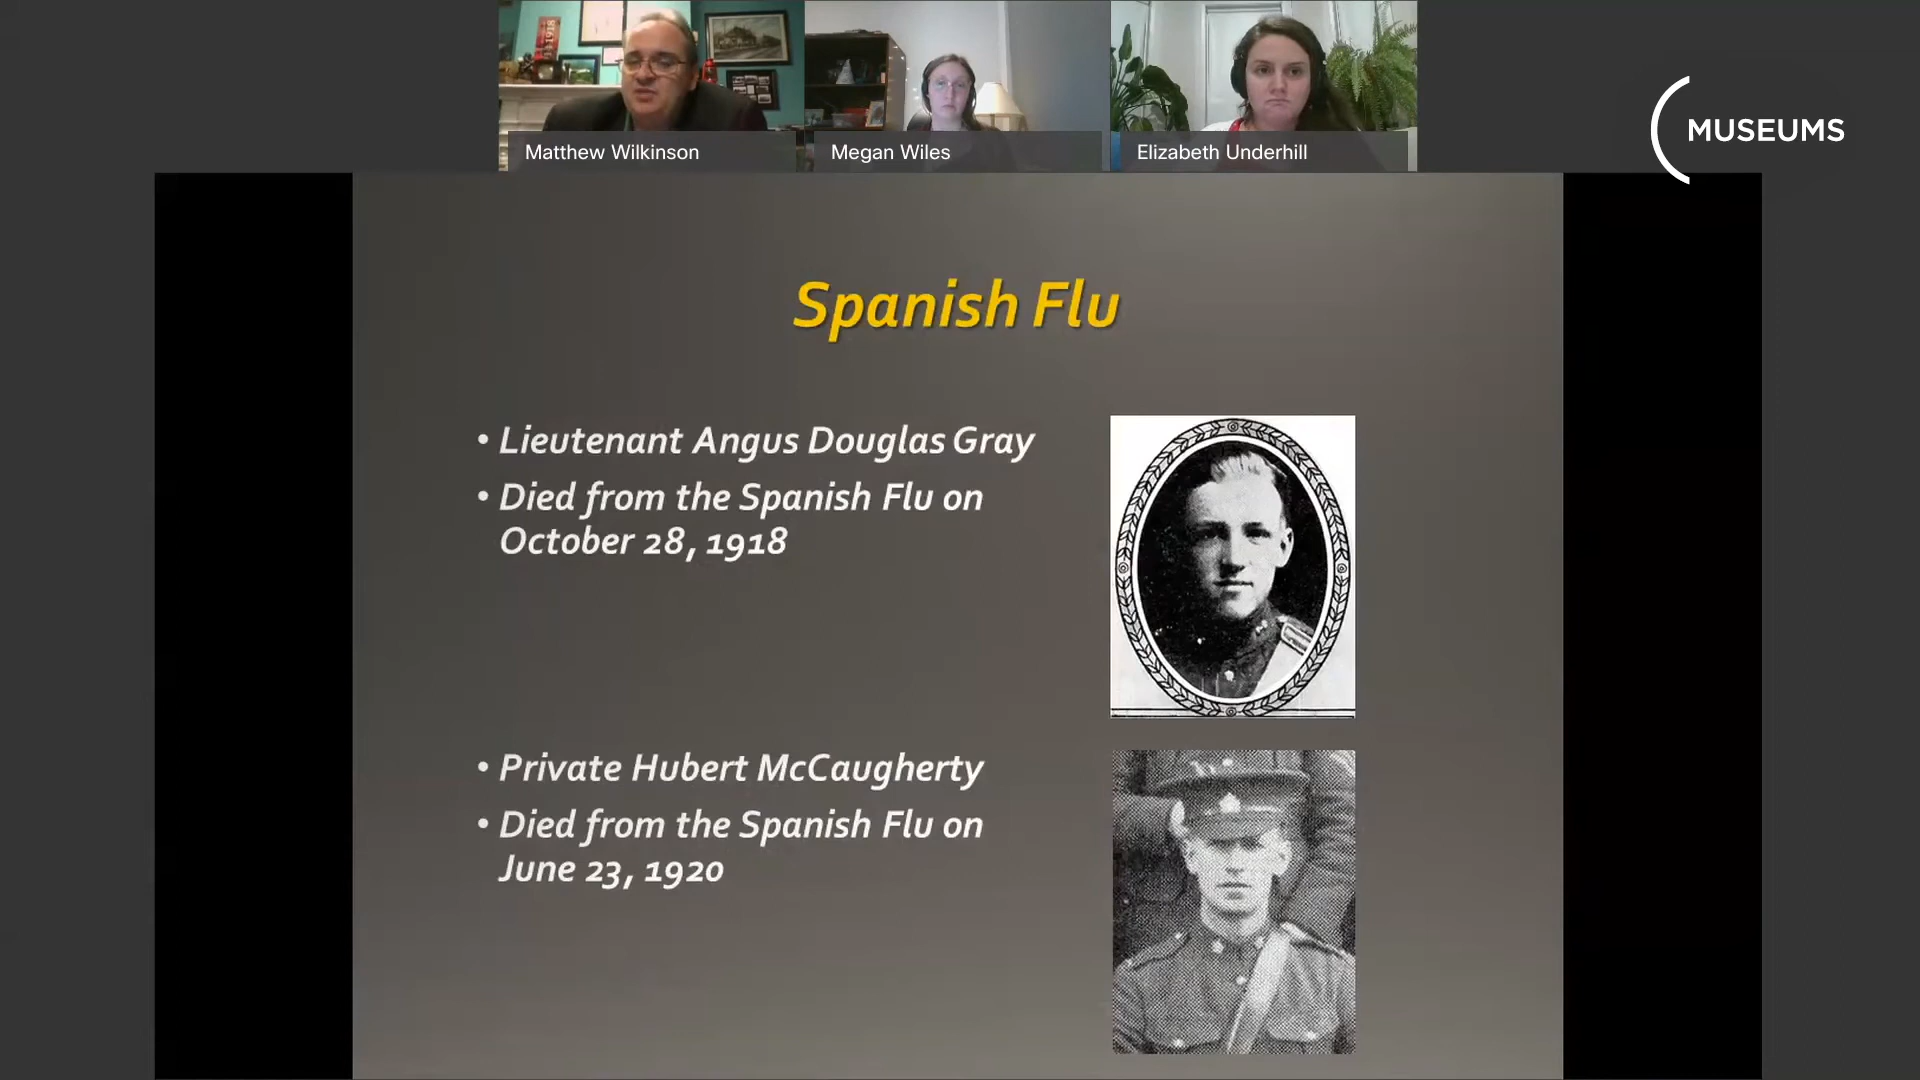 Matthew Wilkinson
Megan Wiles
Elizabeth Underhill
MUSEUMS
Spanish Flu
• Lieutenant Angus Douglas Gray
• Died from the Spanish Flu on
October 28, 1918
• Private Hubert McCaugherty
• Died from the Spanish Flu on
June 23, 1920